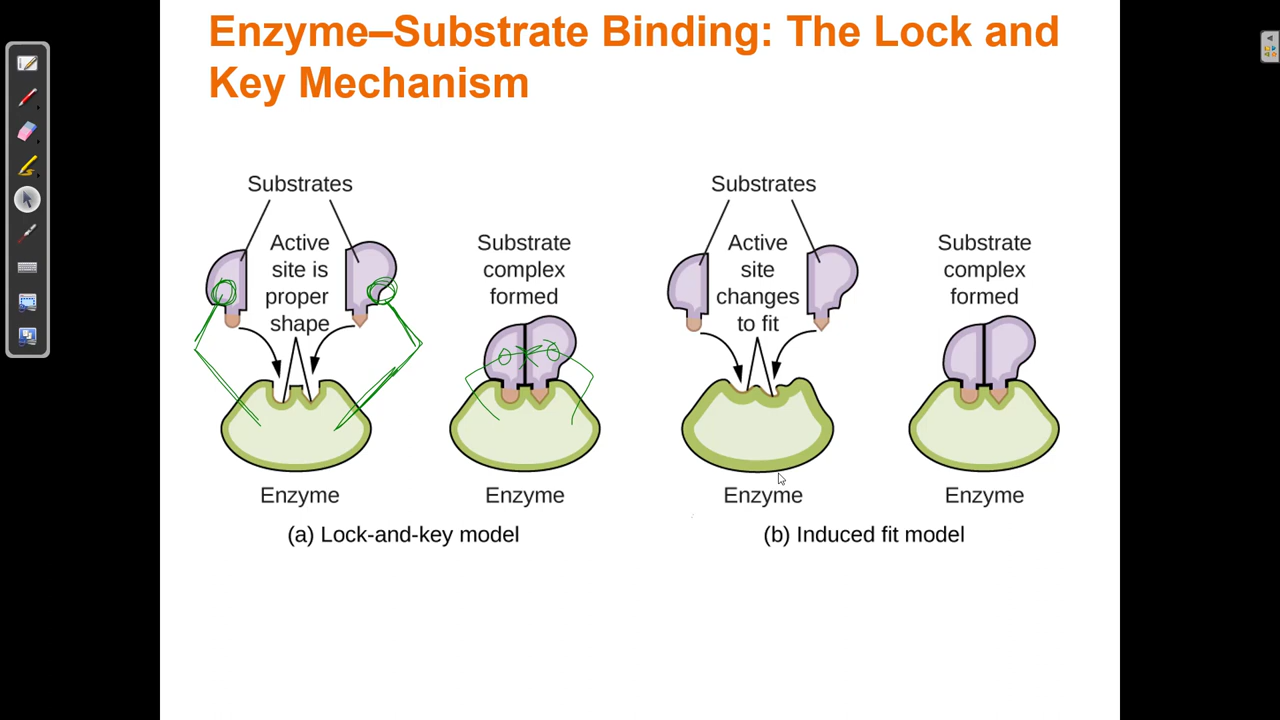 Enzyme–Substrate Binding: The Lock and
Key Mechanism
Substrates
Active
site is
proper
shape
Substrate
complex
formed
Enzyme
Enzyme
(a) Lock-and-key model
Substrates
Active
site
changes
to fit
Substrate
complex
formed
Enzyme
Enzyme
(b) Induced fit model